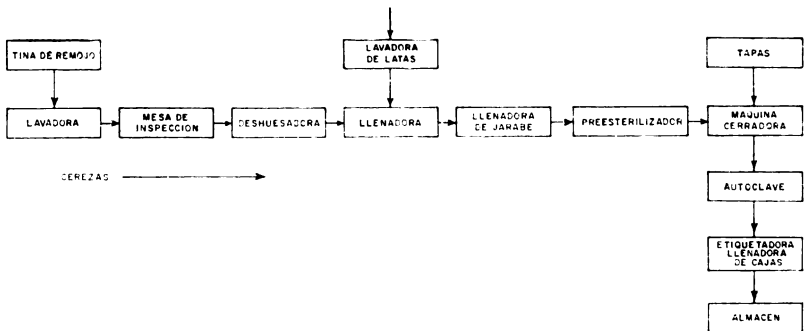 TINA DE REMOJO
LAVADORA
DE LATAS
TAPAS
LAVADORA
MESA DE
INSPECCION
DESHUESADORA
LLENADORA
LLENADORA
DE JARABE
PREESTERILIZADOR
MAQUINA
CERRADORA
CEREZAS
AUTOCLAVE
ETIQUETADORA
LLENADORA
DE CAJAS
ALMACEN